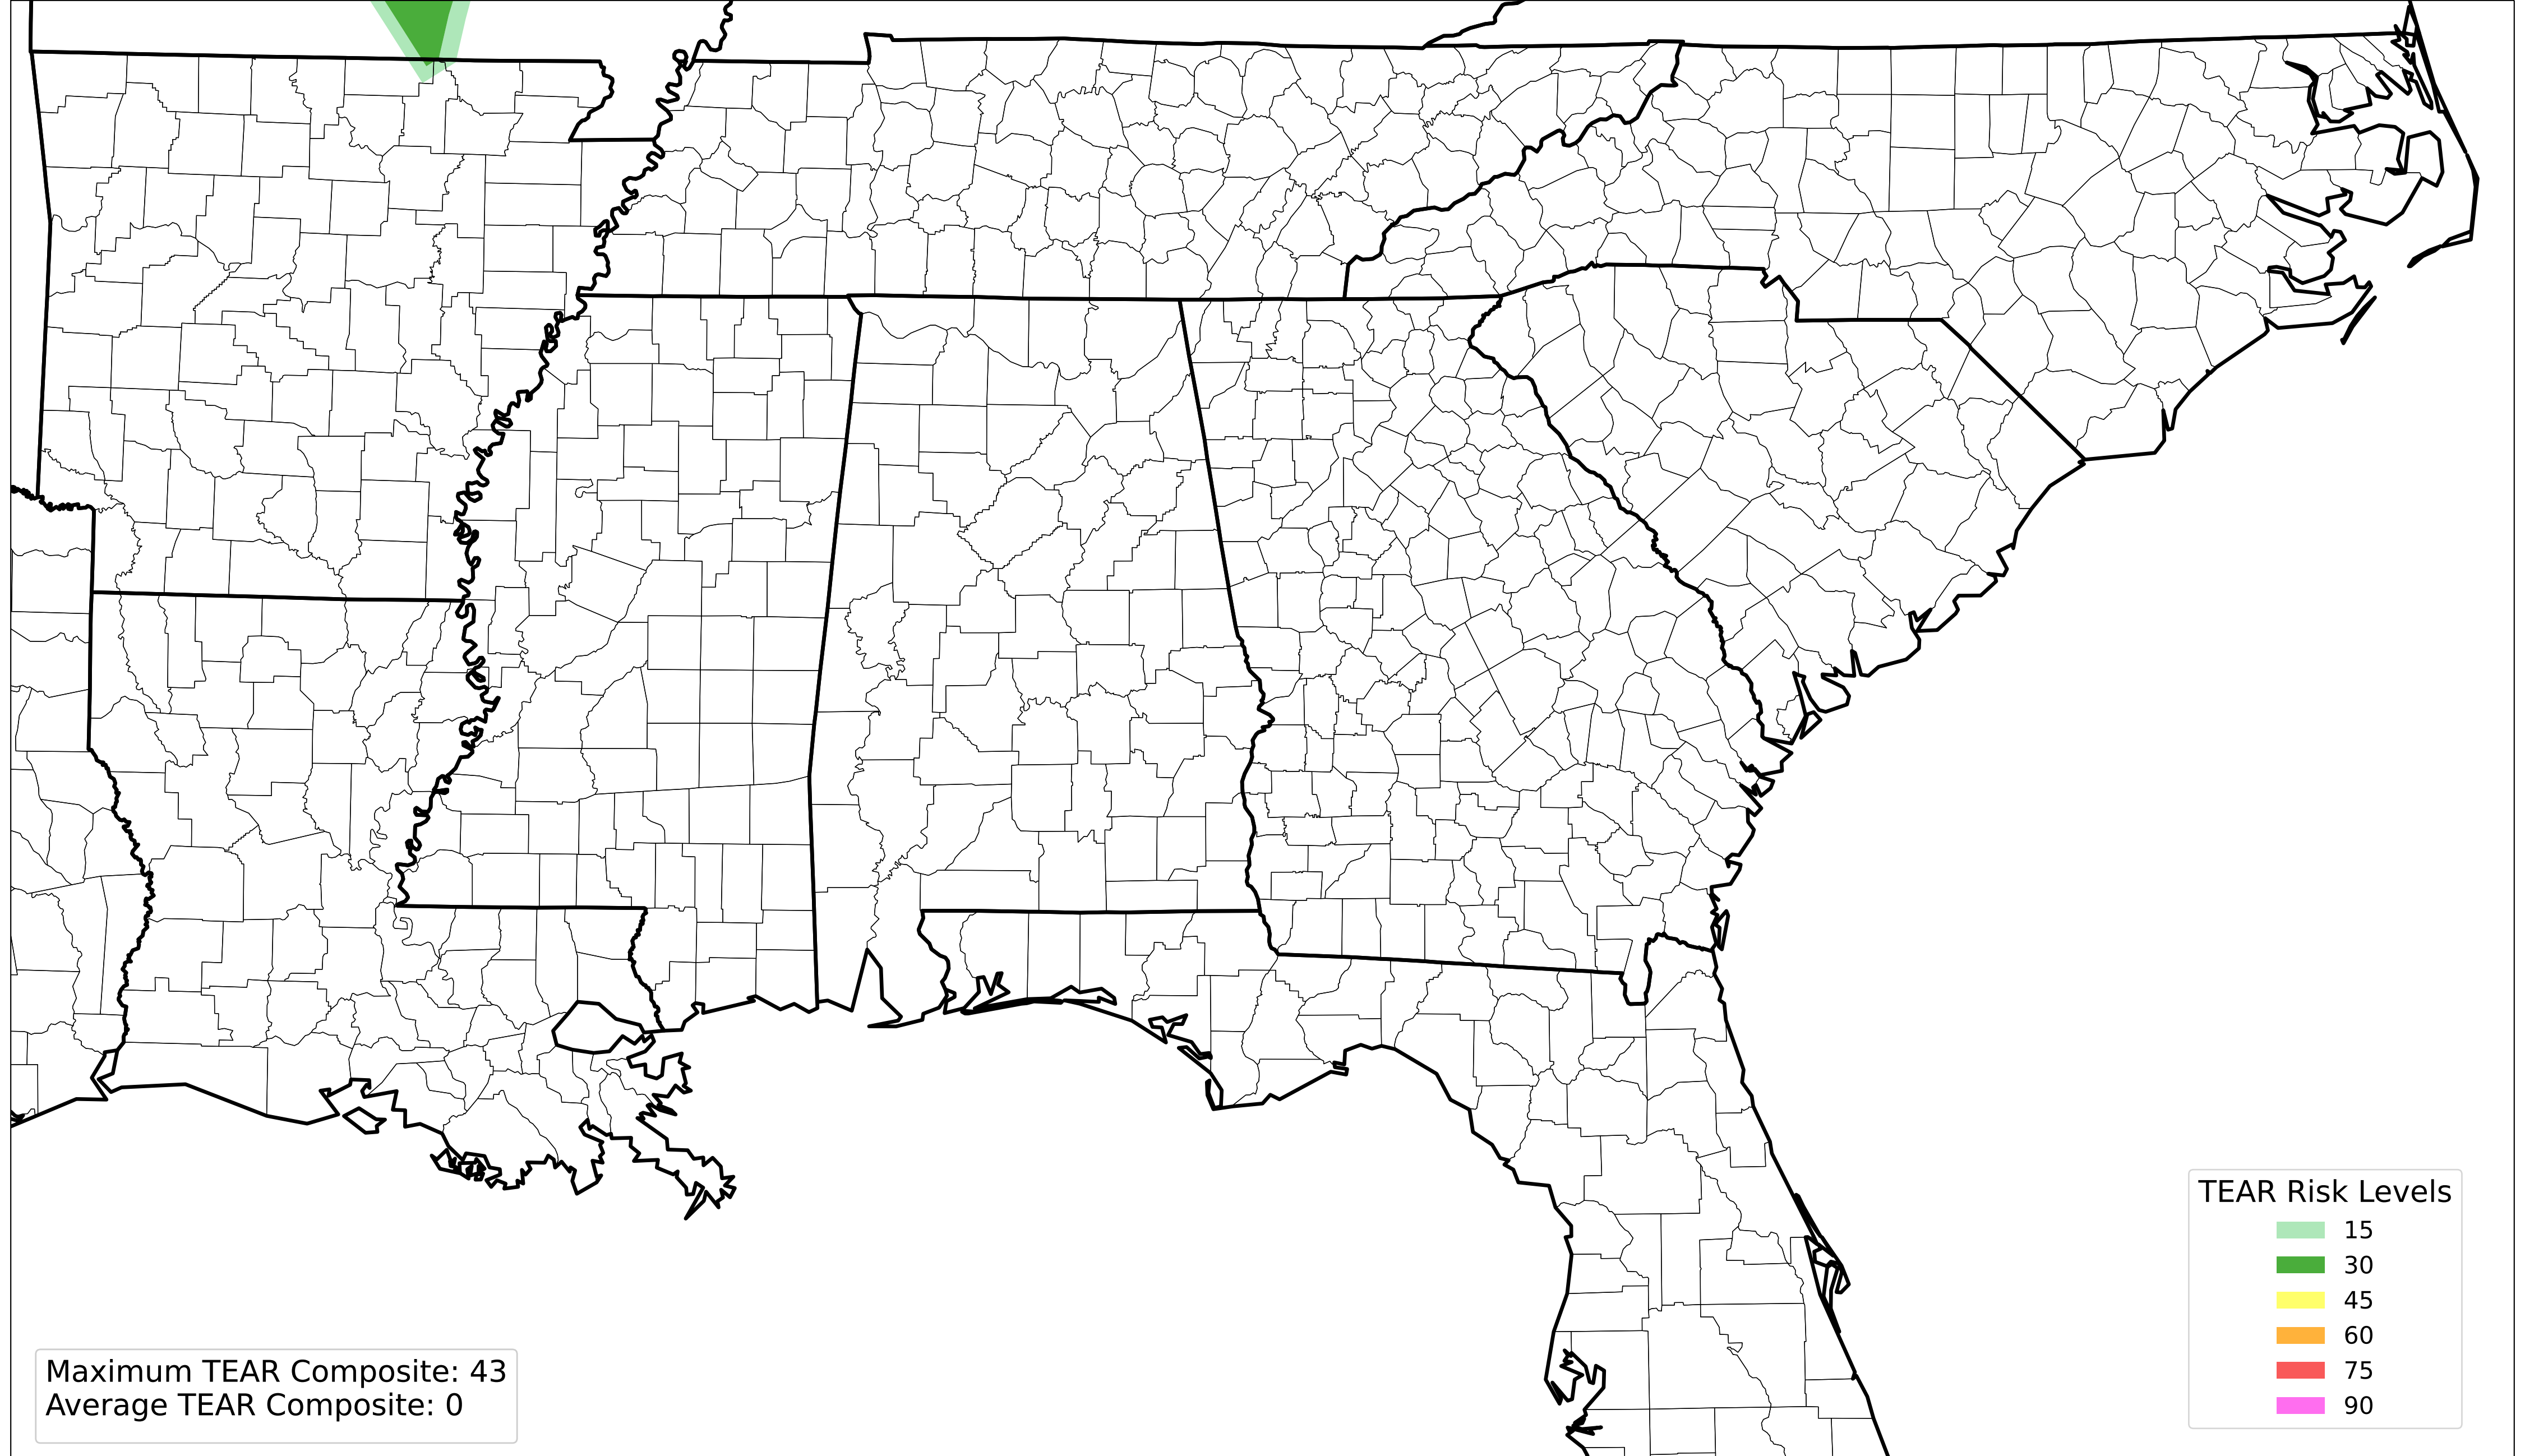 TEAR Risk Levels
15
30
45
60
75
90
Maximum TEAR Composite: 43
Average TEAR Composite: 0